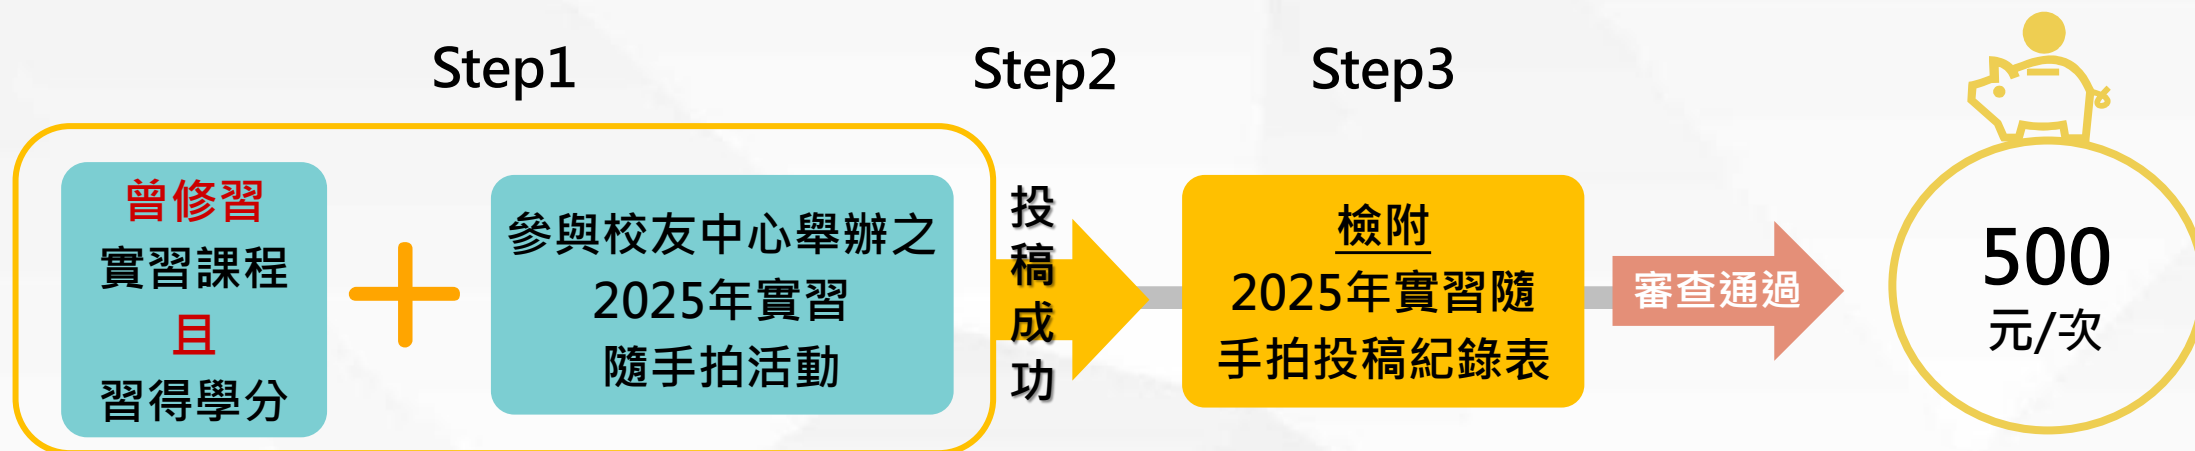 Step1
Step2
Step3
曾修習
實習課程
且
習得學分
參與校友中心舉辦之
2025年實習
隨手拍活動
投稿成功
檢附
2025年實習隨
手拍投稿紀錄表
審查通過
500
元/次